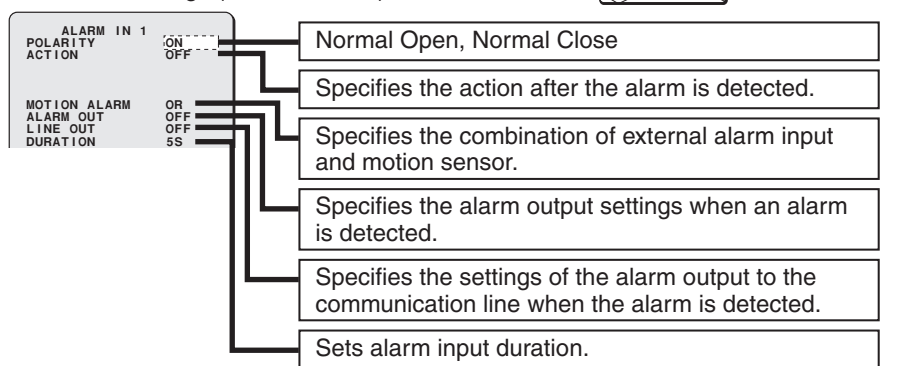 ALARM IN 1
POLARITY ON
ACTION OFF
MOTION ALARM OR
ALARM OUT OFF
LINE OUT OFF
DURATION 5S
Normal Open, Normal Close
Specifies the action after the alarm is detected.
Specifies the combination of external alarm input
and motion sensor.
Specifies the alarm output settings when an alarm
is detected.
Specifies the settings of the alarm output to the
communication line when the alarm is detected.
Sets alarm input duration.